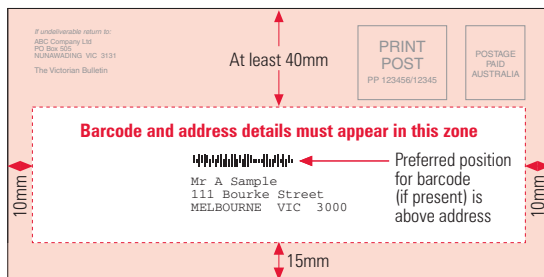 If undeliverable return to:
ABC Company Ltd
PO Box 505
NUNAWADING VIC 3131
The Victorian Bulletin
At least 40mm
PRINT
POST
PP 123456/12345
POSTAGE
PAID
AUSTRALIA
Barcode and address details must appear in this zone
Mr A Sample
111 Bourke Street
MELBOURNE VIC 3000
Preferred position
for barcode
(if present) is
above address
10mm
10mm
15mm